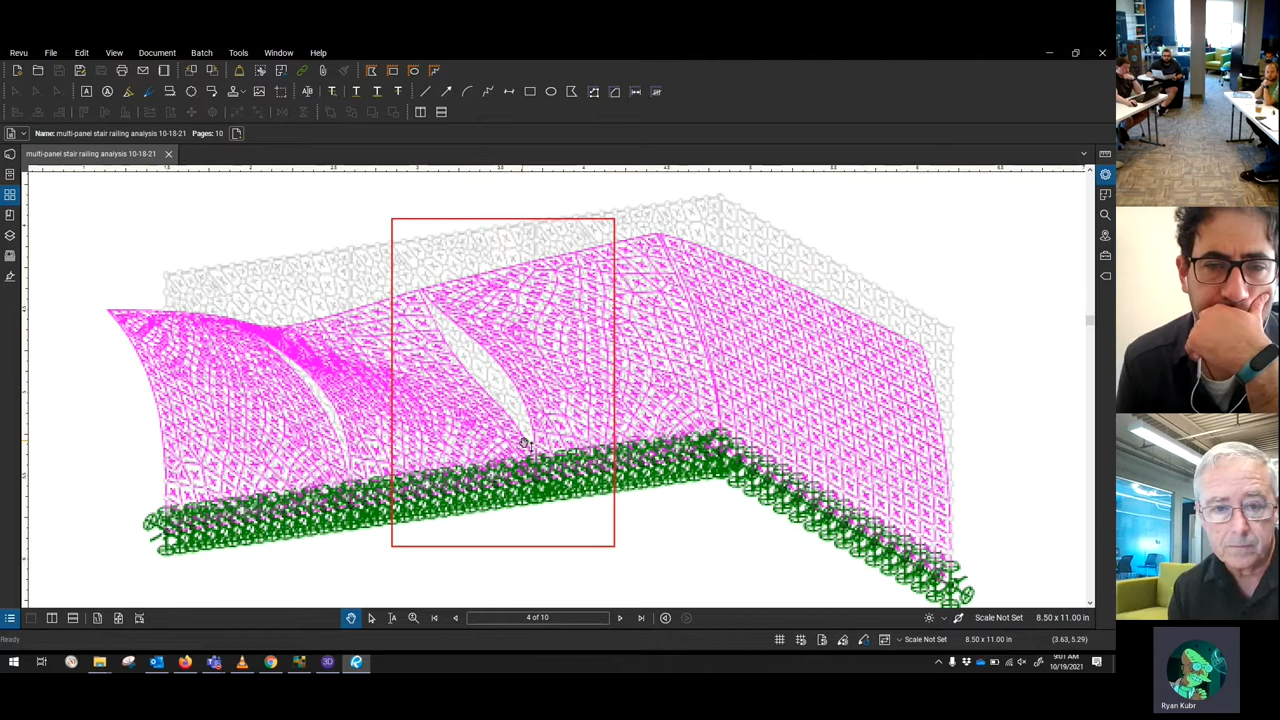 Revu File Edit View Document Batch Tools Window Help
Name: multi-panel stair railing analysis 10-18-21 Pages: 10
multi-panel stair railing analysis 10-18-21
4 of 10
Scale Not Set 8.50 x 11.00 in
Ready
Scale Not Set 8.50 x 11.00 in (3.63, 5.29)
9:01 AM
10/19/2021
Ryan Kubr